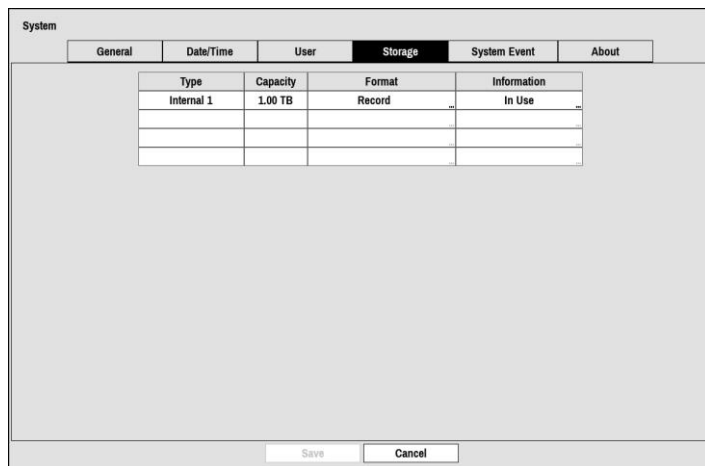 System
General Date/Time User Storage System Event About
Type Capacity Format Information
Internal 1 1.00 TB Record ... In Use ...
... ...
... ...
... ...
Save Cancel